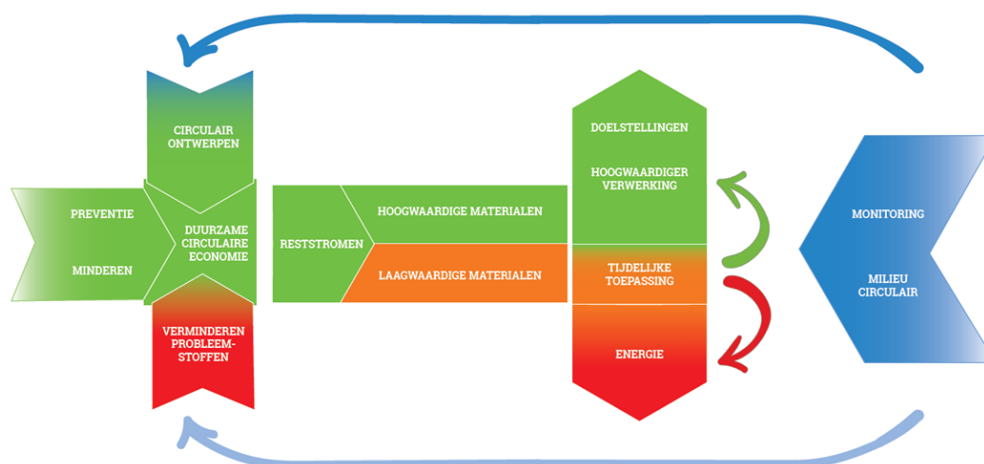 CIRCULAIR
ONTWERPEN
PREVENTIE
MINDEREN
DUURZAME
CIRCULAIRE
ECONOMIE
VERMINDEREN
PROBLEEM-
STOFFEN
RESTSTROMEN
HOOGWAARDIGE MATERIALEN
LAAGWAARDIGE MATERIALEN
DOELSTELLINGEN
HOOGWAARDIGER
VERWERKING
TIJDELIJKE
TOEPASSING
ENERGIE
MONITORING
MILIEU
CIRCULAIR